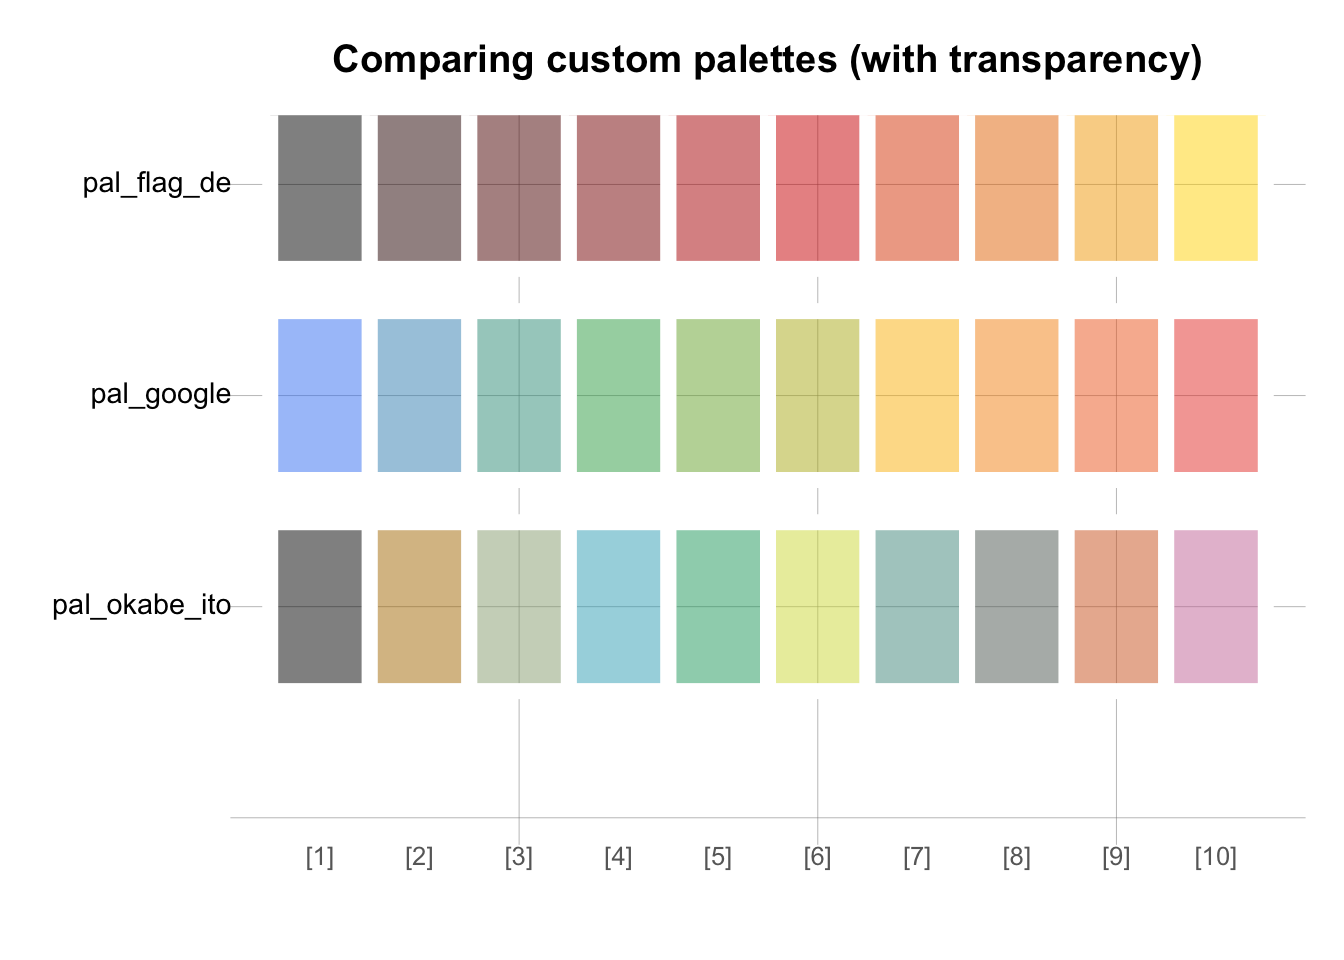 Comparing custom palettes (with transparency)
pal_flag_de
pal_google
pal_okabe_ito
[1] [2] [3] [4] [5] [6] [7] [8] [9] [10]